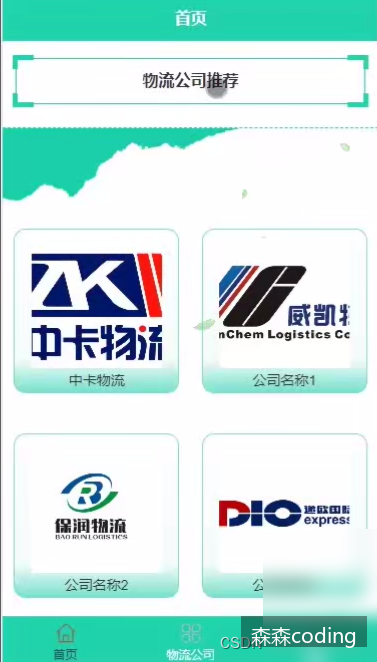 首页
物流公司推荐
ZK
中卡物流
中卡物流
威凯物
nChem Logistics Co
公司名称1
R
保润物流
BAO RUN LOGISTICS
公司名称2
DIO
递欧国际
express
公
首页
物流公司
CSDN
森森coding